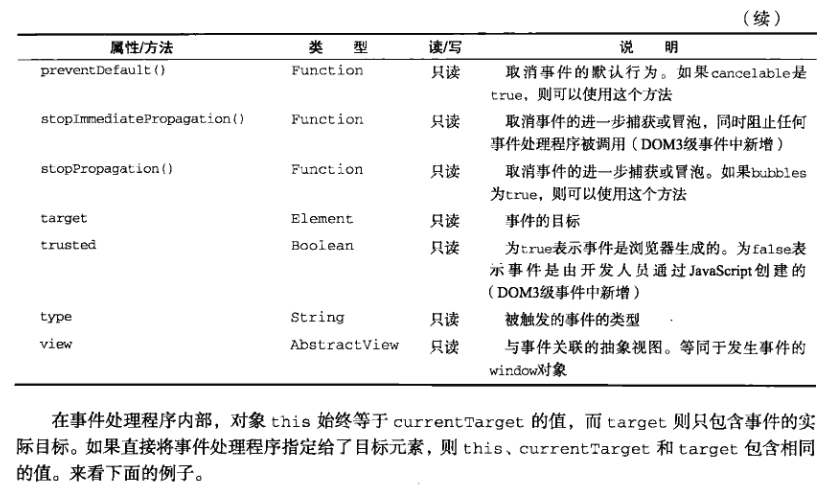 （续）
属性/方法 类 型 读/写 说 明
preventDefault() Function 只读 取消事件的默认行为。如果cancelable是
true，则可以使用这个方法
stopImmediatePropagation() Function 只读 取消事件的进一步捕获或冒泡，同时阻止任何
事件处理程序被调用（DOM3级事件中新增）
stopPropagation() Function 只读 取消事件的进一步捕获或冒泡。如果bubbles
为true，则可以使用这个方法
target Element 只读 事件的目标
trusted Boolean 只读 为true表示事件是浏览器生成的。为false表
示事件是由开发人员通过JavaScript创建的
（DOM3级事件中新增）
type String 只读 被触发的事件的类型
view AbstractView 只读 与事件关联的抽象视图。等同于发生事件的
window对象
在事件处理程序内部，对象 this 始终等于 currentTarget 的值，而 target 则只包含事件的实
际目标。如果直接将事件处理程序指定给了目标元素，则 this、currentTarget 和 target 包含相同
的值。来看下面的例子。